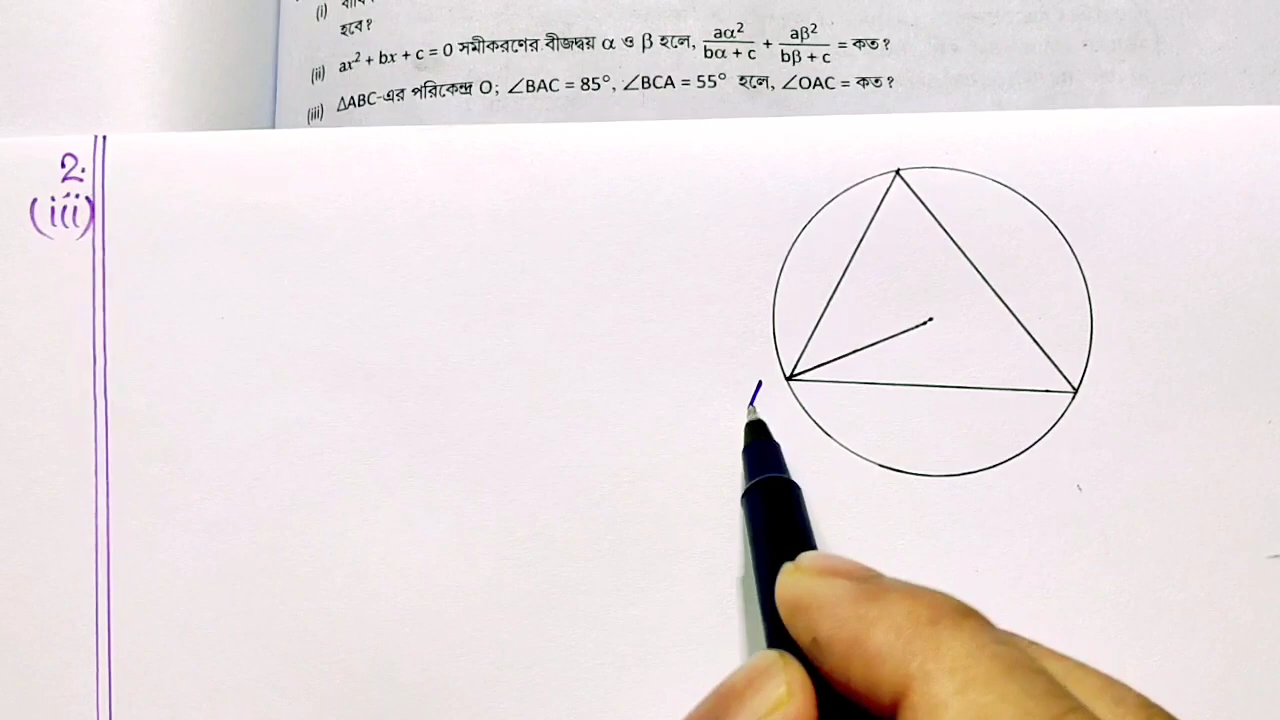 (i)
হবে?
(ii) ax² + bx + c = 0 সমীকরণের বীজদ্বয় α ও β হলে, aα²/(bα + c) + aβ²/(bβ + c) = কত?
(iii) ΔABC-এর পরিকেন্দ্র O; ∠BAC = 85°, ∠BCA = 55° হলে, ∠OAC = কত?
2.
(iii)